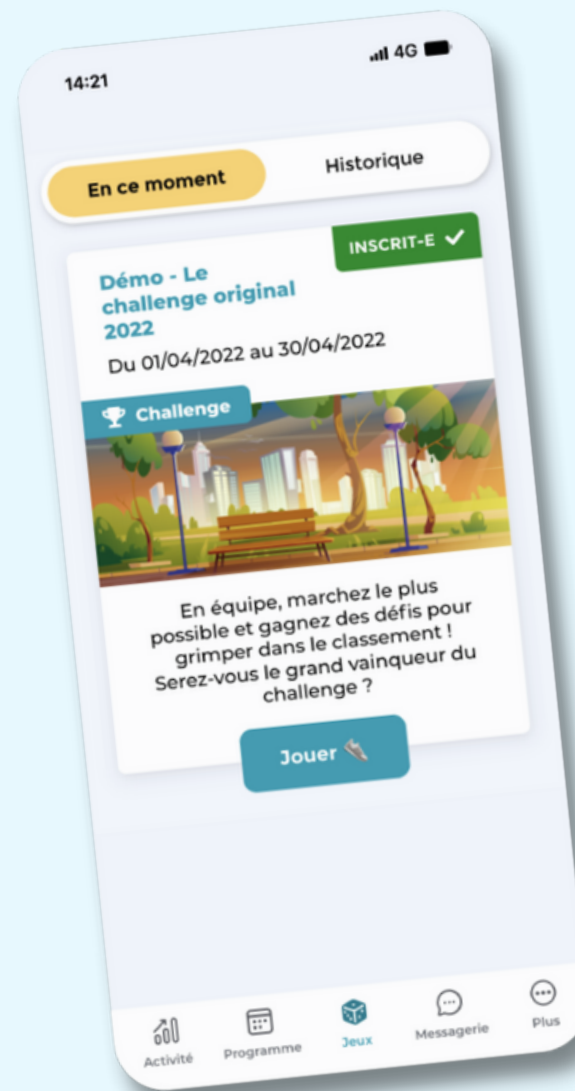 14:21
4G
En ce moment
Historique
INSCRIT-E
Démo - Le
challenge original
2022
Du 01/04/2022 au 30/04/2022
Challenge
En équipe, marchez le plus
possible et gagnez des défis pour
grimper dans le classement !
Serez-vous le grand vainqueur du
challenge ?
Jouer
Activité
Programme
Jeux
Messagerie
Plus